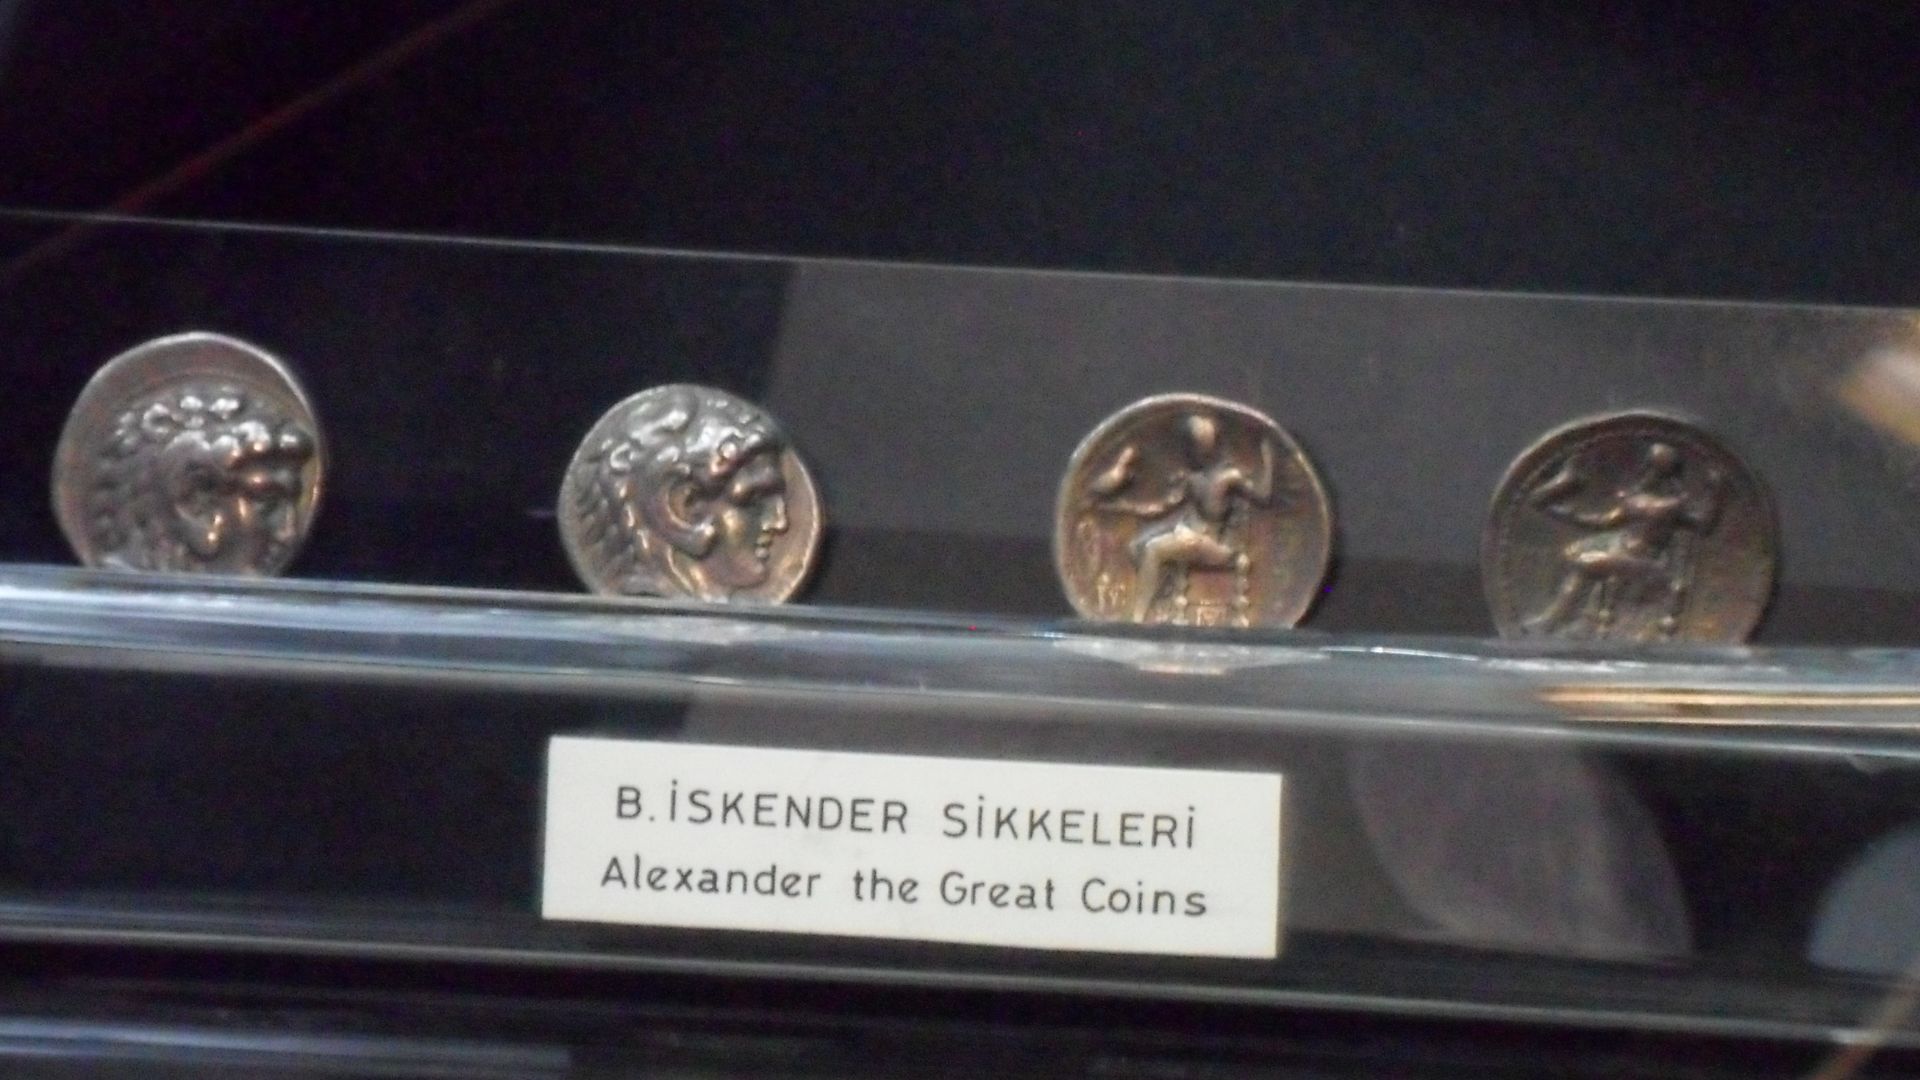 B. İSKENDER SİKKELERİ
Alexander the Great Coins